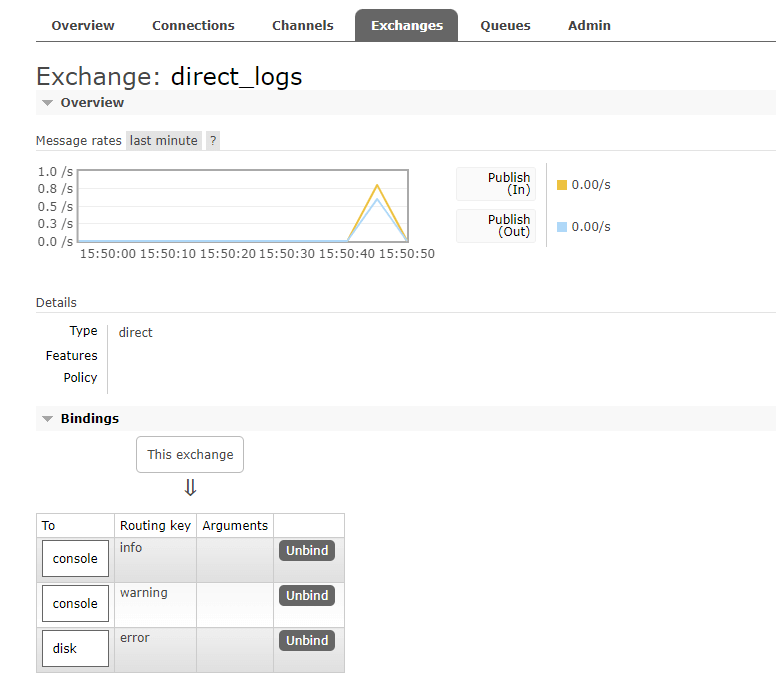 Overview Connections Channels Exchanges Queues Admin
Exchange: direct_logs
Overview
Message rates last minute ?
1.0 /s
0.8 /s
0.5 /s
0.3 /s
0.0 /s
15:50:00 15:50:10 15:50:20 15:50:30 15:50:40 15:50:50
Publish
(In)
0.00/s
Publish
(Out)
0.00/s
Details
Type direct
Features
Policy
Bindings
This exchange
⇓
To Routing key Arguments
console info Unbind
console warning Unbind
disk error Unbind